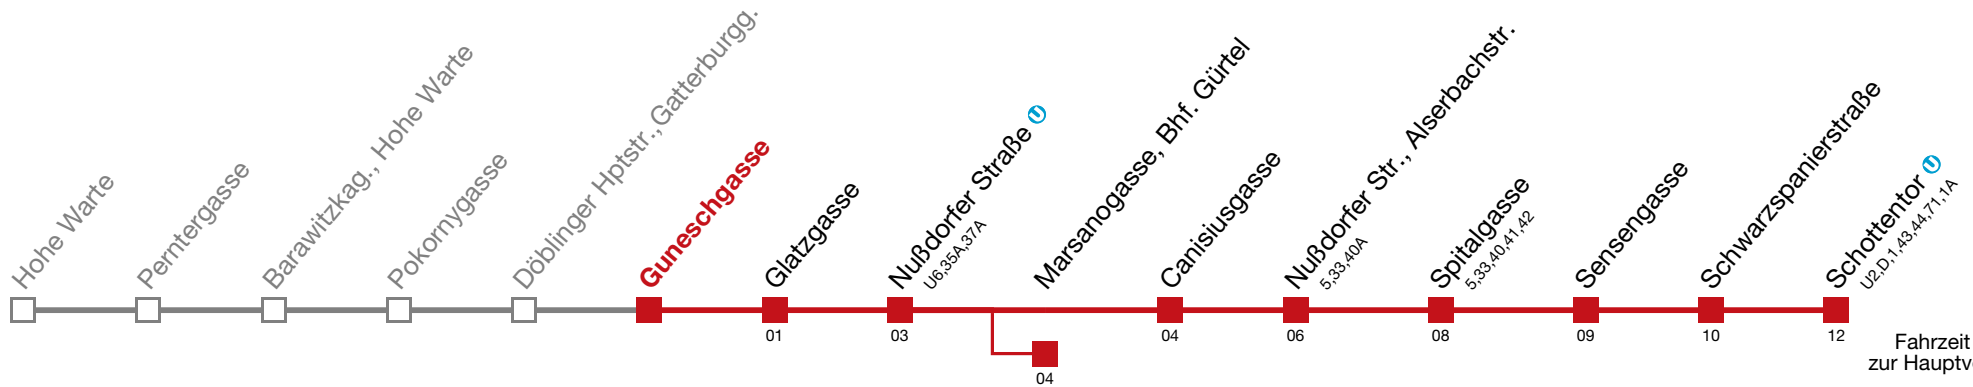 Hohe Warte
Perntergasse
Barawitzkag., Hohe Warte
Pokornygasse
Döblinger Hptstr.,Gatterburgg.
Guneschgasse
Glatzgasse
01
Nußdorfer Straße
U6,35A,37A
03
Marsanogasse, Bhf. Gürtel
04
Canisiusgasse
04
Nußdorfer Str., Alserbachstr.
5,33,40A
06
Spitalgasse
5,33,40,41,42
08
Sensengasse
09
Schwarzspanierstraße
10
Schottentor
U2,D,1,43,44,71,1A
12
Fahrzeit
zur Hauptv